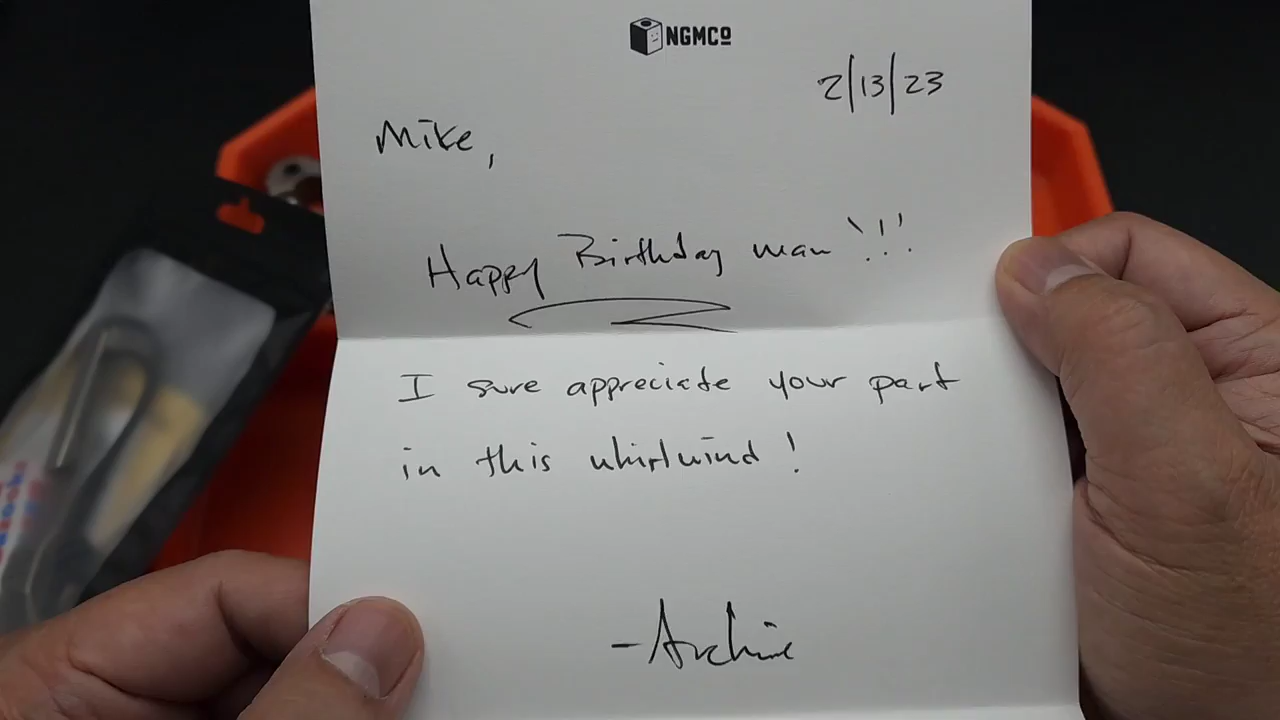 NGMCO
2/13/23
Mike,
Happy Birthday man !!!
I sure appreciate your part
in this whirlwind !
-Archie